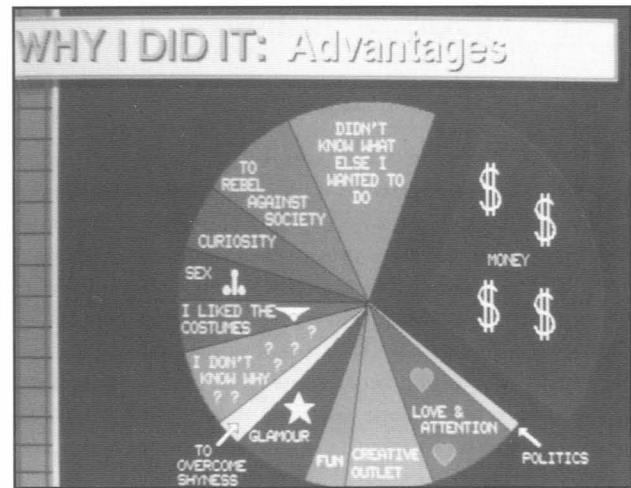 WHY I DID IT: Advantages
DIDN'T
KNOW WHAT
ELSE I
WANTED TO
DO
TO
REBEL
AGAINST
SOCIETY
CURIOSITY
SEX
I LIKED THE
COSTUMES
I DON'T
KNOW WHY
? ? ? ?
? ?
TO
OVERCOME
SHYNESS
GLAMOUR
FUN
CREATIVE
OUTLET
LOVE &
ATTENTION
POLITICS
$ $
MONEY
$ $